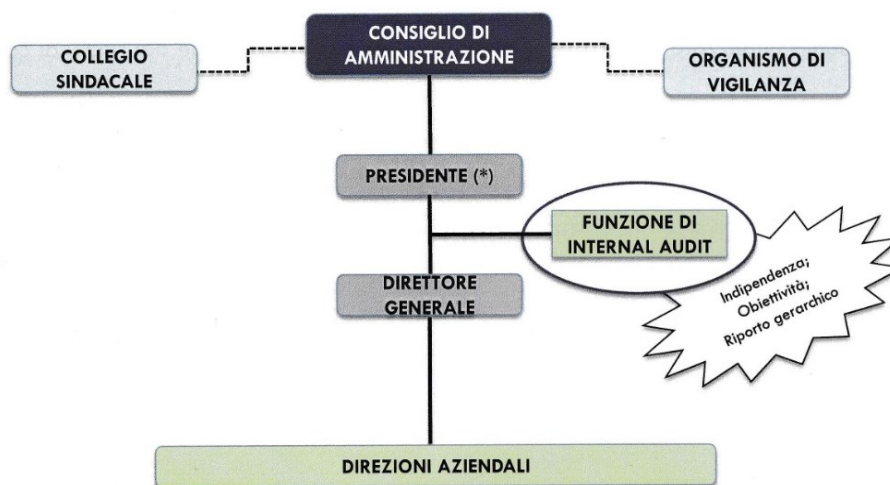 CONSIGLIO DI
AMMINISTRAZIONE
COLLEGIO
SINDACALE
ORGANISMO DI
VIGILANZA
PRESIDENTE (*)
FUNZIONE DI
INTERNAL AUDIT
Indipendenza;
Obiettività;
Riporto gerarchico
DIRETTORE
GENERALE
DIREZIONI AZIENDALI